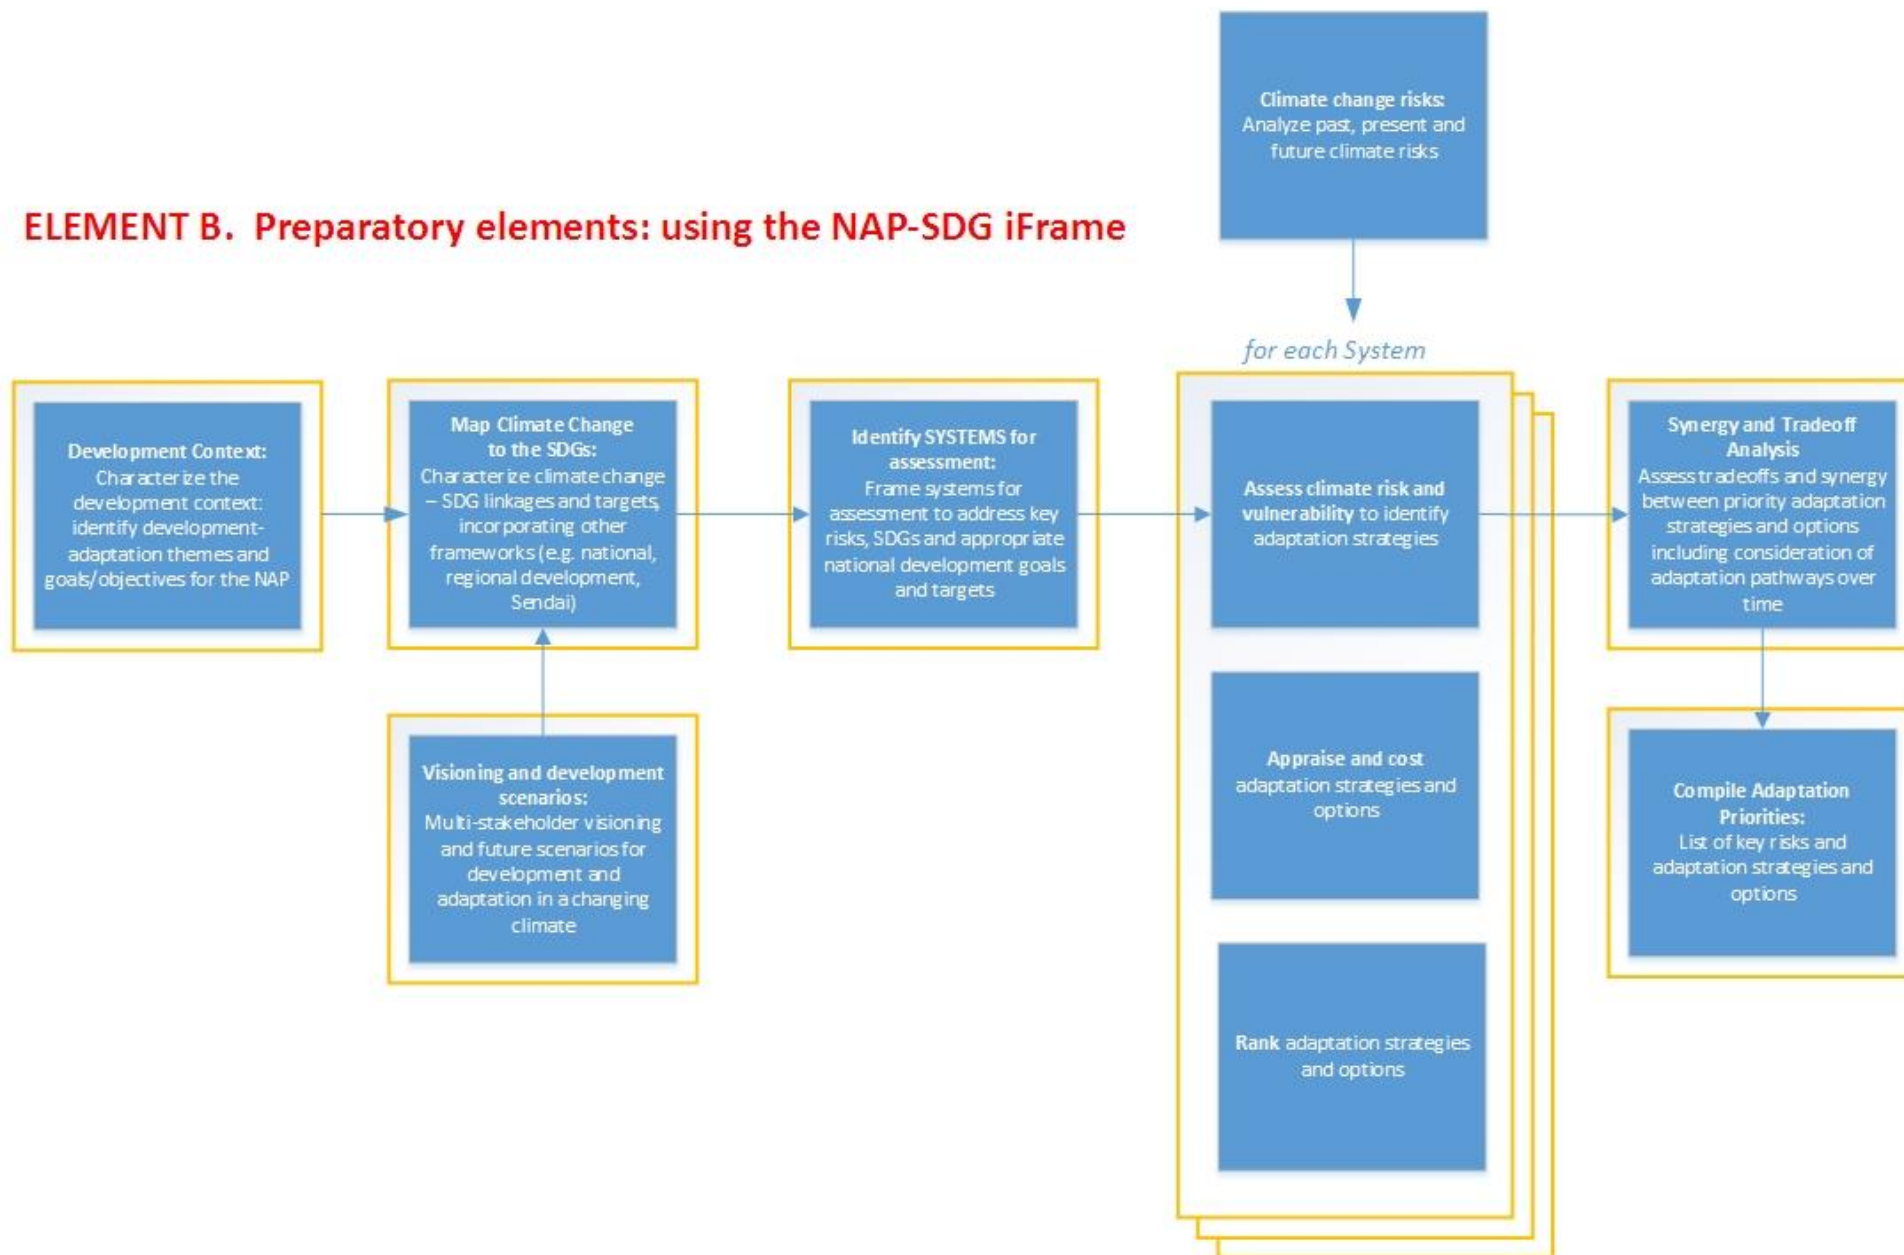 Climate change risks:
Analyze past, present and
future climate risks
ELEMENT B.  Preparatory elements: using the NAP-SDG iFrame
for each System
Development Context:
Characterize the
development context:
identify development-
adaptation themes and
goals/objectives for the NAP
Map Climate Change
to the SDGs:
Characterize climate change
– SDG linkages and targets,
incorporating other
frameworks (e.g. national,
regional development,
Sendai)
Identify SYSTEMS for
assessment:
Frame systems for
assessment to address key
risks, SDGs and appropriate
national development goals
and targets
Assess climate risk and
vulnerability to identify
adaptation strategies
Synergy and Tradeoff
Analysis
Assess tradeoffs and synergy
between priority adaptation
strategies and options
including consideration of
adaptation pathways over
time
Visioning and development
scenarios:
Multi-stakeholder visioning
and future scenarios for
development and
adaptation in a changing
climate
Appraise and cost
adaptation strategies and
options
Compile Adaptation
Priorities:
List of key risks and
adaptation strategies and
options
Rank adaptation strategies
and options